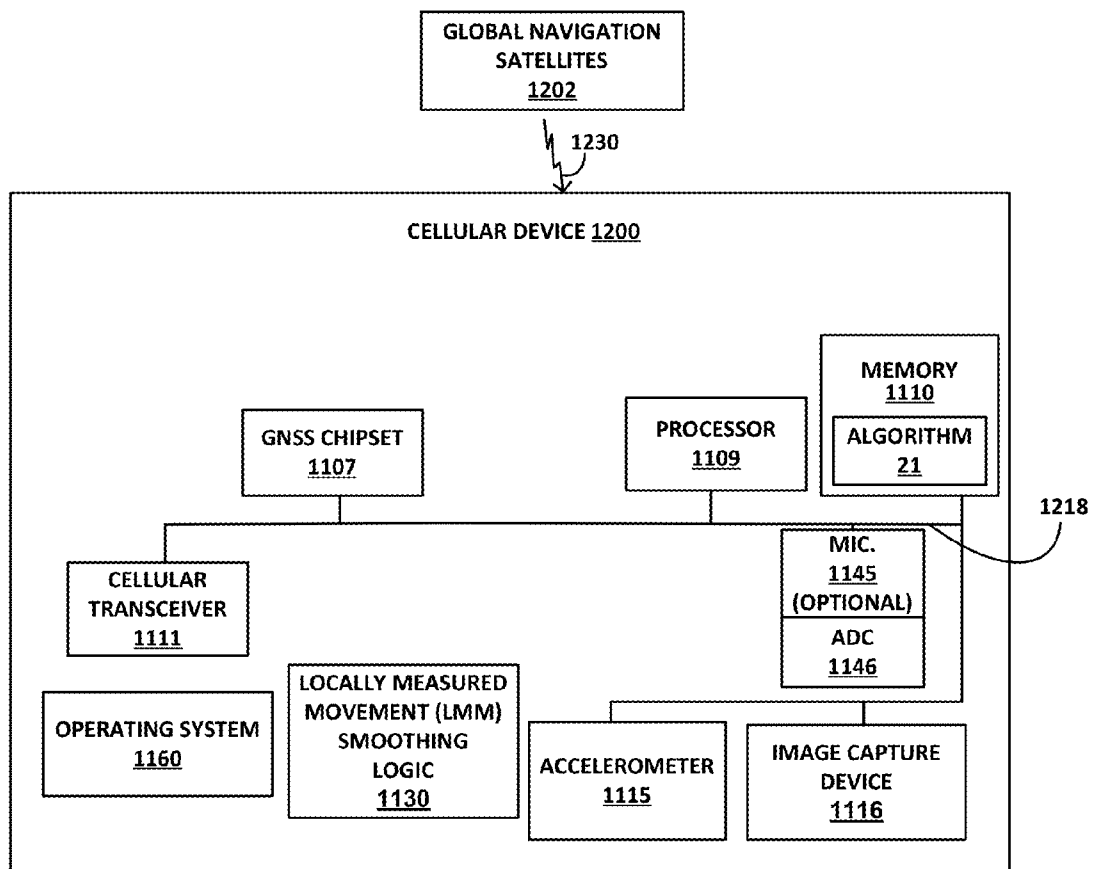 GLOBAL NAVIGATION
SATELLITES
1202
1230
CELLULAR DEVICE 1200
MEMORY
1110
ALGORITHM
21
PROCESSOR
1109
GNSS CHIPSET
1107
1218
MIC.
1145
(OPTIONAL)
ADC
1146
CELLULAR
TRANSCEIVER
1111
OPERATING SYSTEM
1160
LOCALLY MEASURED
MOVEMENT (LMM)
SMOOTHING
LOGIC
1130
ACCELEROMETER
1115
IMAGE CAPTURE
DEVICE
1116